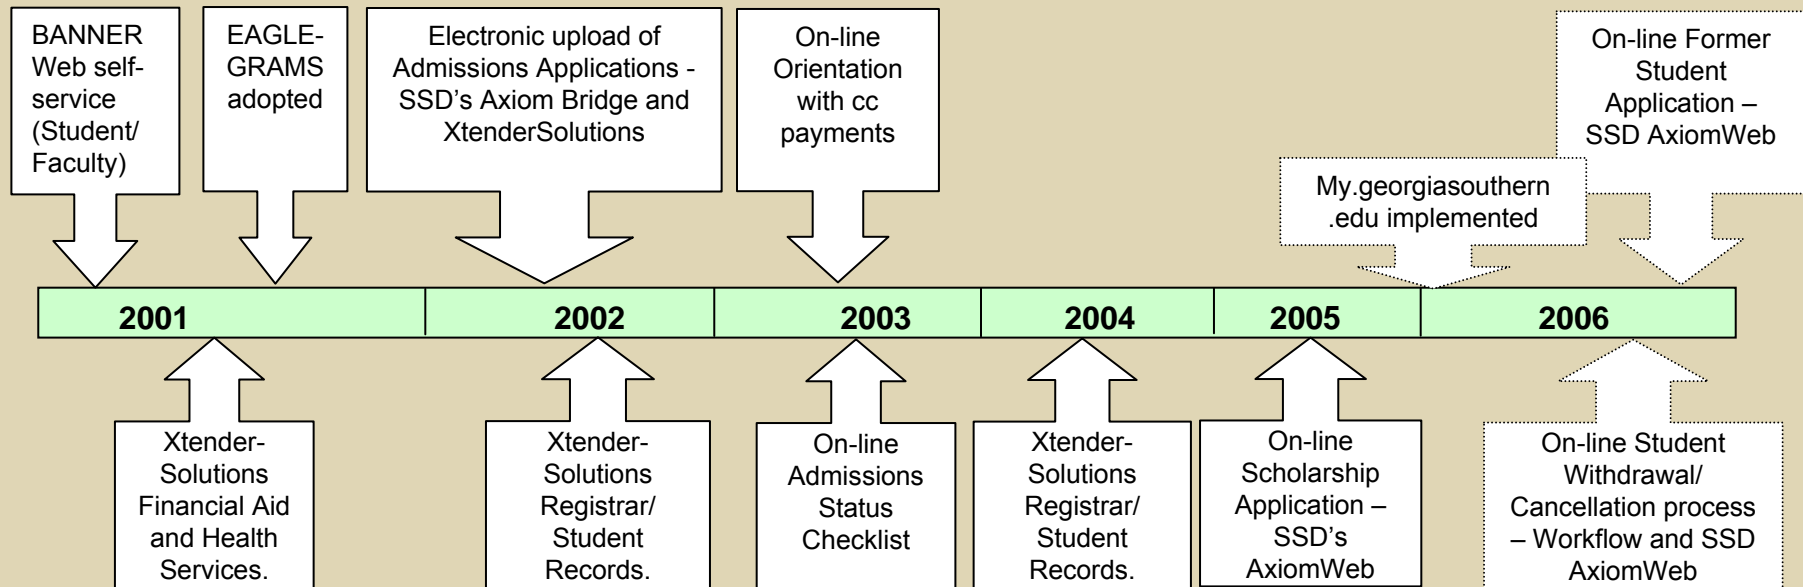 BANNER
Web self-
service
(Student/
Faculty)
EAGLE-
GRAMS
adopted
Electronic upload of
Admissions Applications -
SSD's Axiom Bridge and
XtenderSolutions
On-line
Orientation
with cc
payments
My.georgiasouthern
.edu implemented
On-line Former
Student
Application –
SSD AxiomWeb
2001
2002
2003
2004
2005
2006
Xtender-
Solutions
Financial Aid
and Health
Services.
Xtender-
Solutions
Registrar/
Student
Records.
On-line
Admissions
Status
Checklist
Xtender-
Solutions
Registrar/
Student
Records.
On-line
Scholarship
Application –
SSD's
AxiomWeb
On-line Student
Withdrawal/
Cancellation process
– Workflow and SSD
AxiomWeb